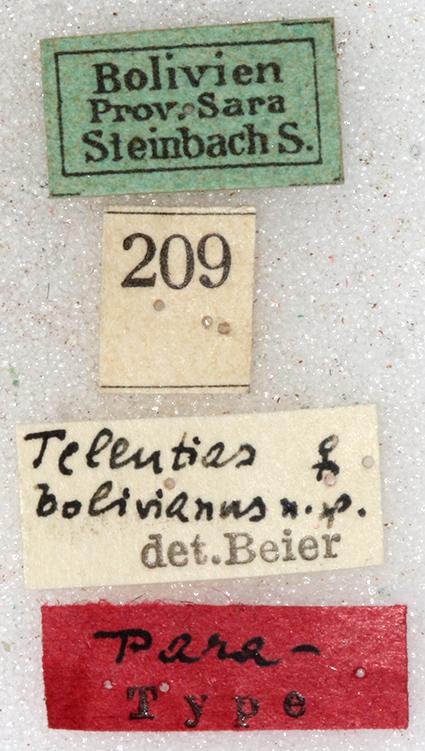 Bolivien
Prov. Sara
Steinbach S.
209
Teleutias ♀
bolivianus n. sp.
det. Beier
Para-
Type